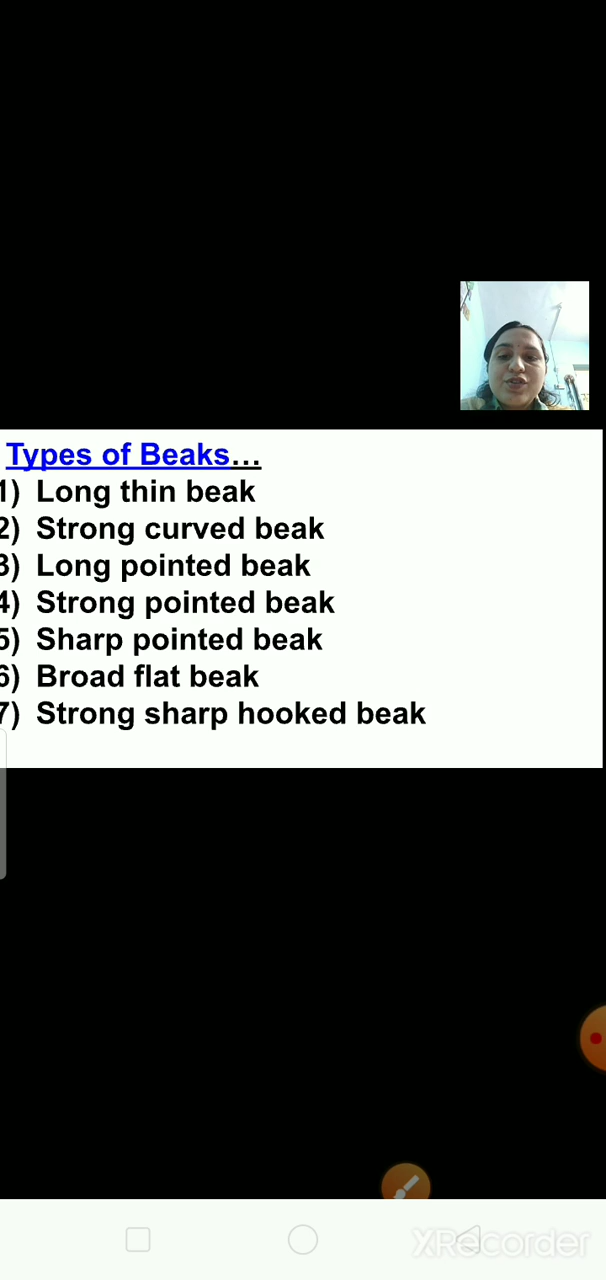 Types of Beaks...
1) Long thin beak
2) Strong curved beak
3) Long pointed beak
4) Strong pointed beak
5) Sharp pointed beak
6) Broad flat beak
7) Strong sharp hooked beak
XRecorder